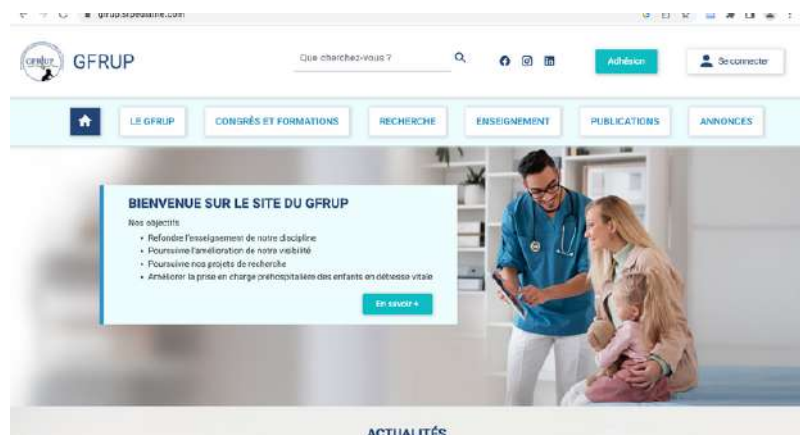 GFRUP
GFRUP
Que cherchez-vous ?
Adhésion
Se connecter
LE GFRUP
CONGRÈS ET FORMATIONS
RECHERCHE
ENSEIGNEMENT
PUBLICATIONS
ANNONCES
BIENVENUE SUR LE SITE DU GFRUP
Nos objectifs
• Refondre l'enseignement de notre discipline
• Poursuivre l'amélioration de notre visibilité
• Poursuivre nos projets de recherche
• Améliorer la prise en charge préhospitalière des enfants en détresse vitale
En savoir +
ACTUALITÉS